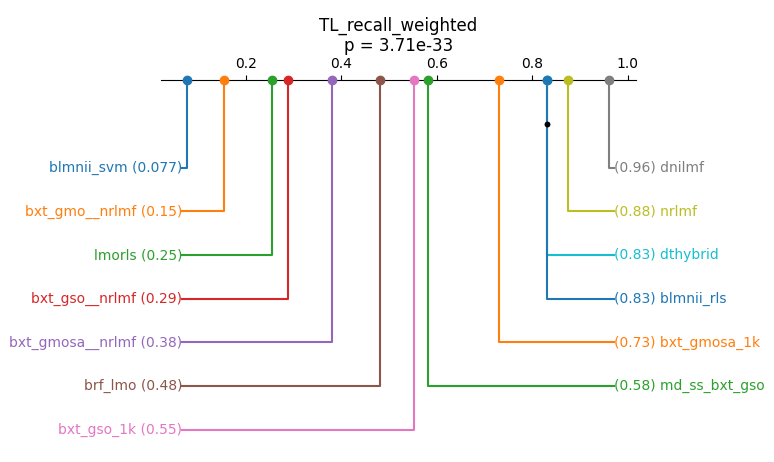 TL_recall_weighted
p = 3.71e-33
0.2 0.4 0.6 0.8 1.0
blmnii_svm (0.077) (0.96) dnilmf
bxt_gmo__nrlmf (0.15) (0.88) nrlmf
lmorls (0.25) (0.83) dthybrid
bxt_gso__nrlmf (0.29) (0.83) blmnii_rls
bxt_gmosa__nrlmf (0.38) (0.73) bxt_gmosa_1k
brf_lmo (0.48) (0.58) md_ss_bxt_gso
bxt_gso_1k (0.55)